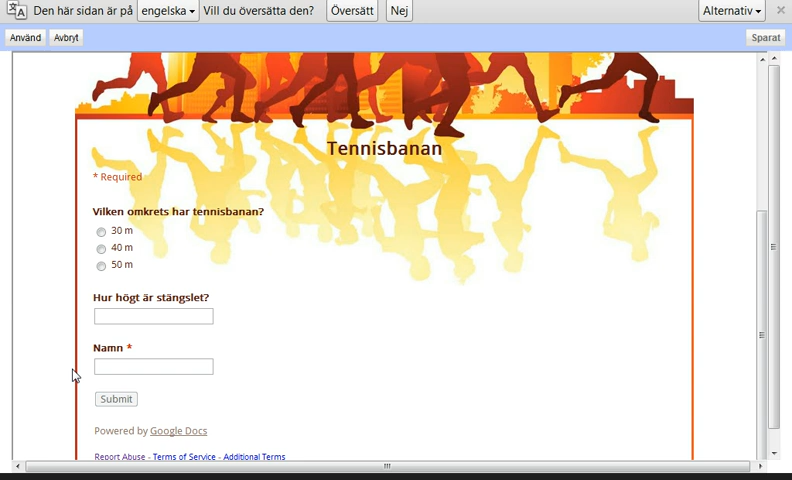 Den här sidan är på engelska Vill du översätta den? Översätt Nej Alternativ
Använd Avbryt Sparat
Tennisbanan
* Required
Vilken omkrets har tennisbanan?
30 m
40 m
50 m
Hur högt är stängslet?
Namn *
Submit
Powered by Google Docs
Report Abuse - Terms of Service - Additional Terms